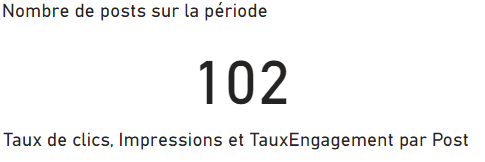 Nombre de posts sur la période
102
Taux de clics, Impressions et TauxEngagement par Post